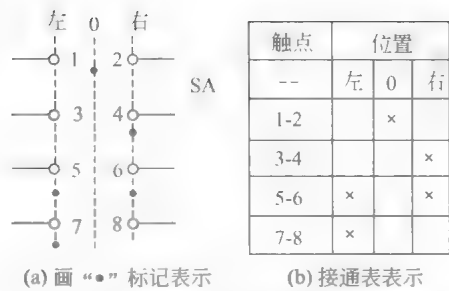 左 0 右
1 2
SA
3 4
5 6
7 8
(a) 画 “•” 标记表示
触点 位置
-- 左 0 右
1-2 ×
3-4 ×
5-6 × ×
7-8 ×
(b) 接通表表示